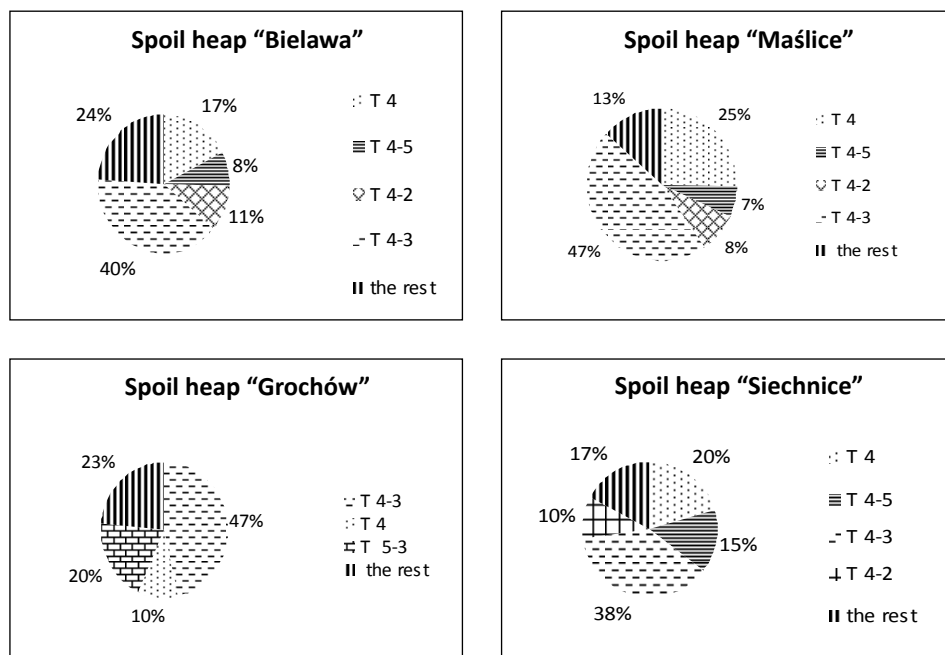 Spoil heap “Bielawa”
24%
17%
8%
11%
40%
T 4
T 4-5
T 4-2
T 4-3
the rest
Spoil heap “Maślice”
13%
25%
7%
8%
47%
T 4
T 4-5
T 4-2
T 4-3
the rest
Spoil heap “Grochów”
23%
47%
20%
10%
T 4-3
T 4
T 5-3
the rest
Spoil heap “Siechnice”
17%
20%
10%
15%
38%
T 4
T 4-5
T 4-3
T 4-2
the rest